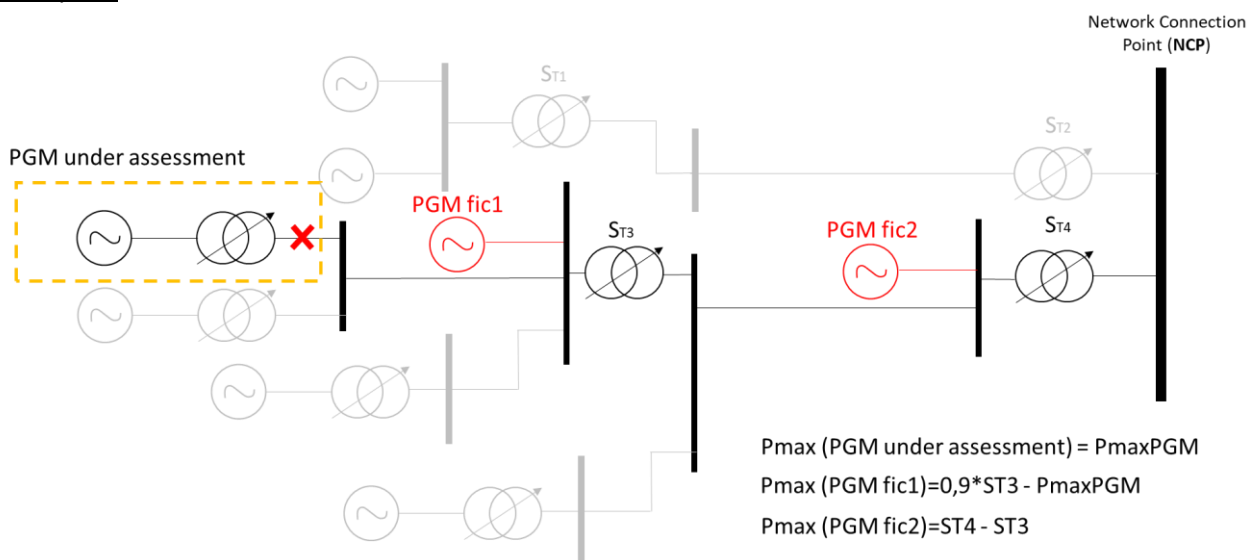 Network Connection
Point (NCP)
ST1
ST2
PGM under assessment
PGM fic1
ST3
PGM fic2
ST4
Pmax (PGM under assessment) = PmaxPGM
Pmax (PGM fic1)=0,9*ST3 - PmaxPGM
Pmax (PGM fic2)=ST4 - ST3